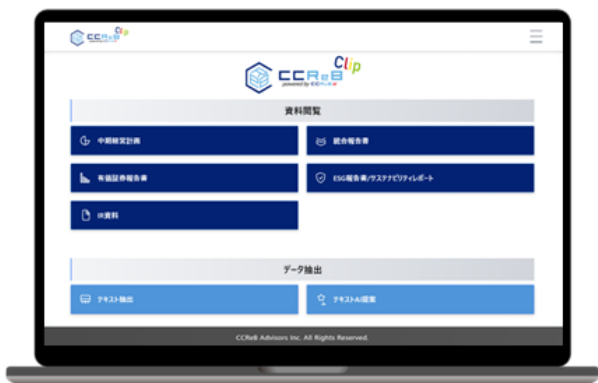 CCReB Clip
CCReB Clip
powered by
資料閲覧
中期経営計画
統合報告書
有価証券報告書
ESG報告書/サステナビリティレポート
IR資料
データ抽出
テキスト抽出
テキストAI提案
CCReB Advisors Inc. All Rights Reserved.